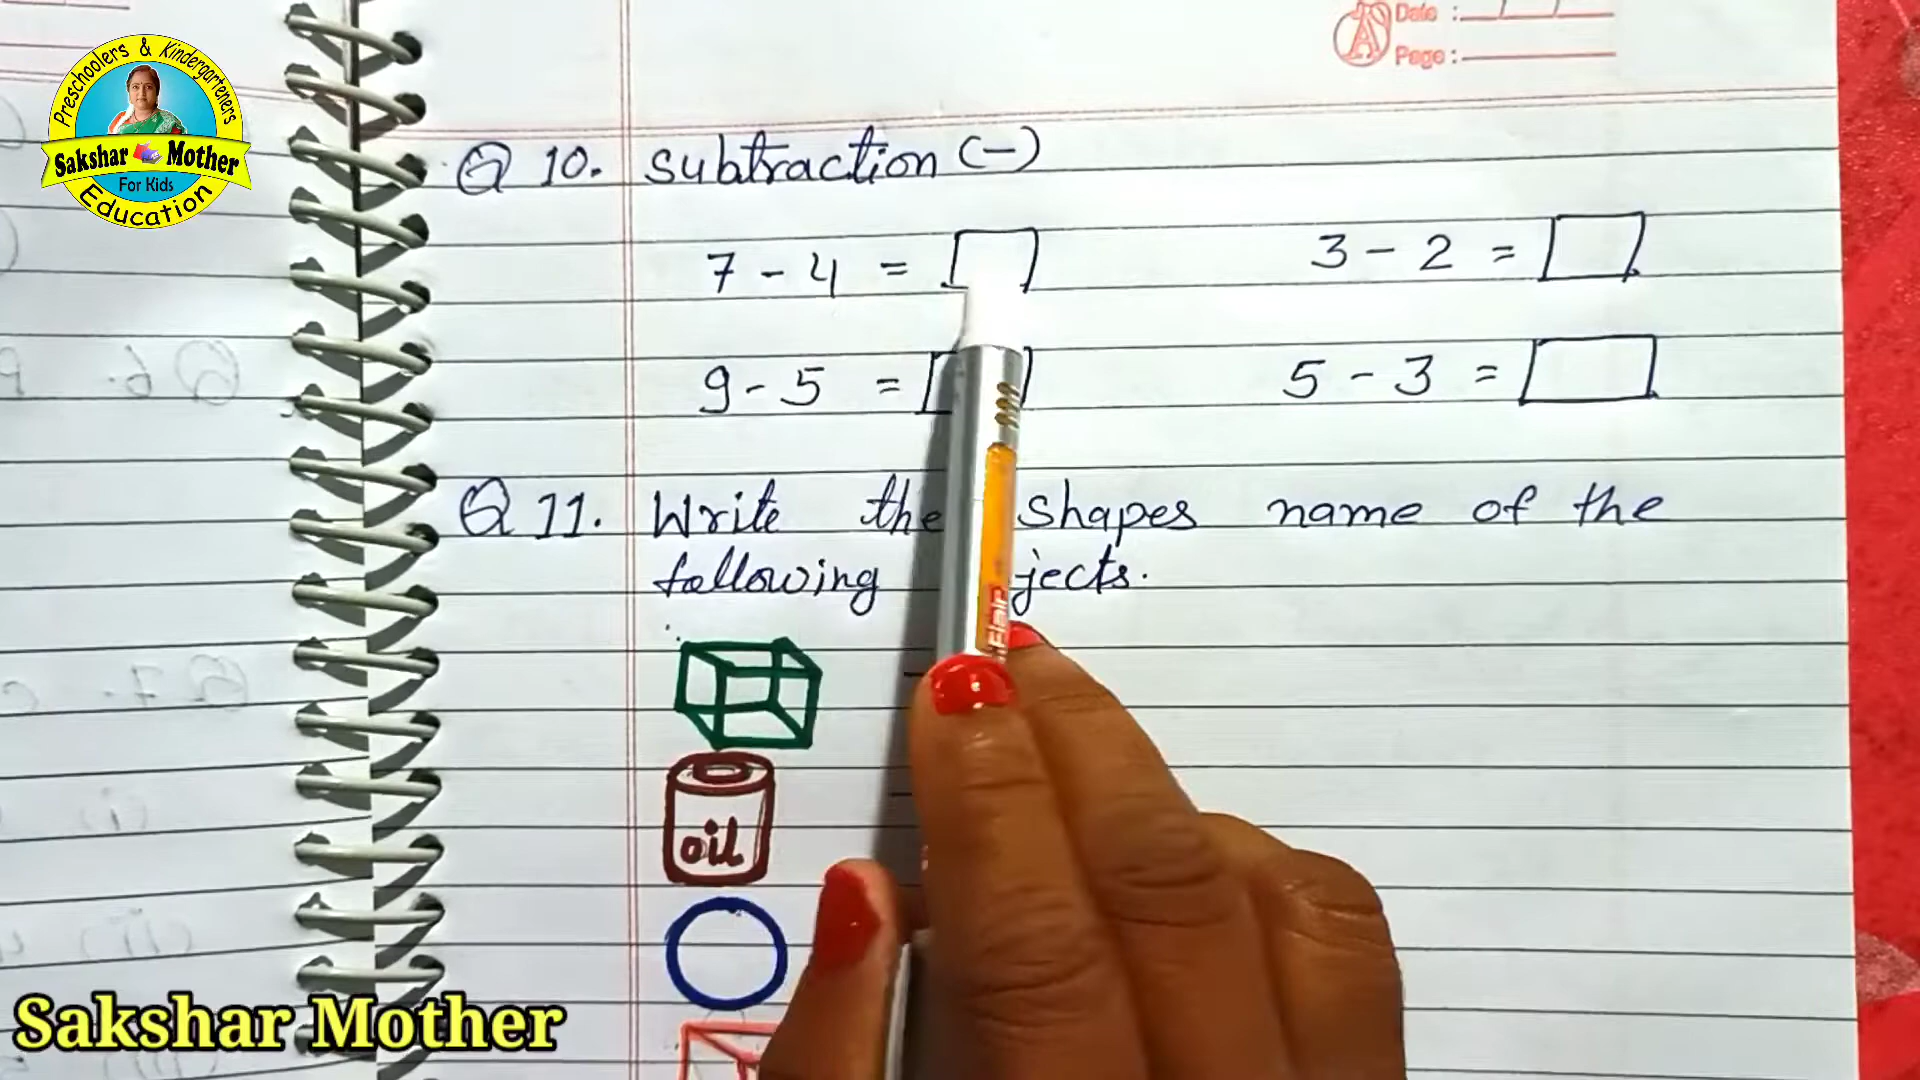 Preschoolers & Kindergarteners
Sakshar Mother
For Kids
Education
Date :
Page :
Q 10. Subtraction (-)
7 - 4 =
3 - 2 =
9 - 5 =
5 - 3 =
Q 11. Write the shapes name of the
following jects.
oil
Flair
Sakshar Mother